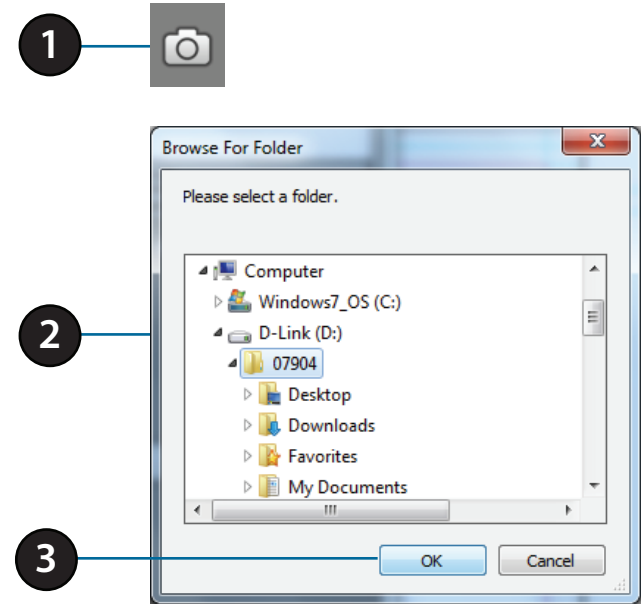 1
Browse For Folder
Please select a folder.
Computer
Windows7_OS (C:)
2
D-Link (D:)
07904
Desktop
Downloads
Favorites
My Documents
3
OK
Cancel